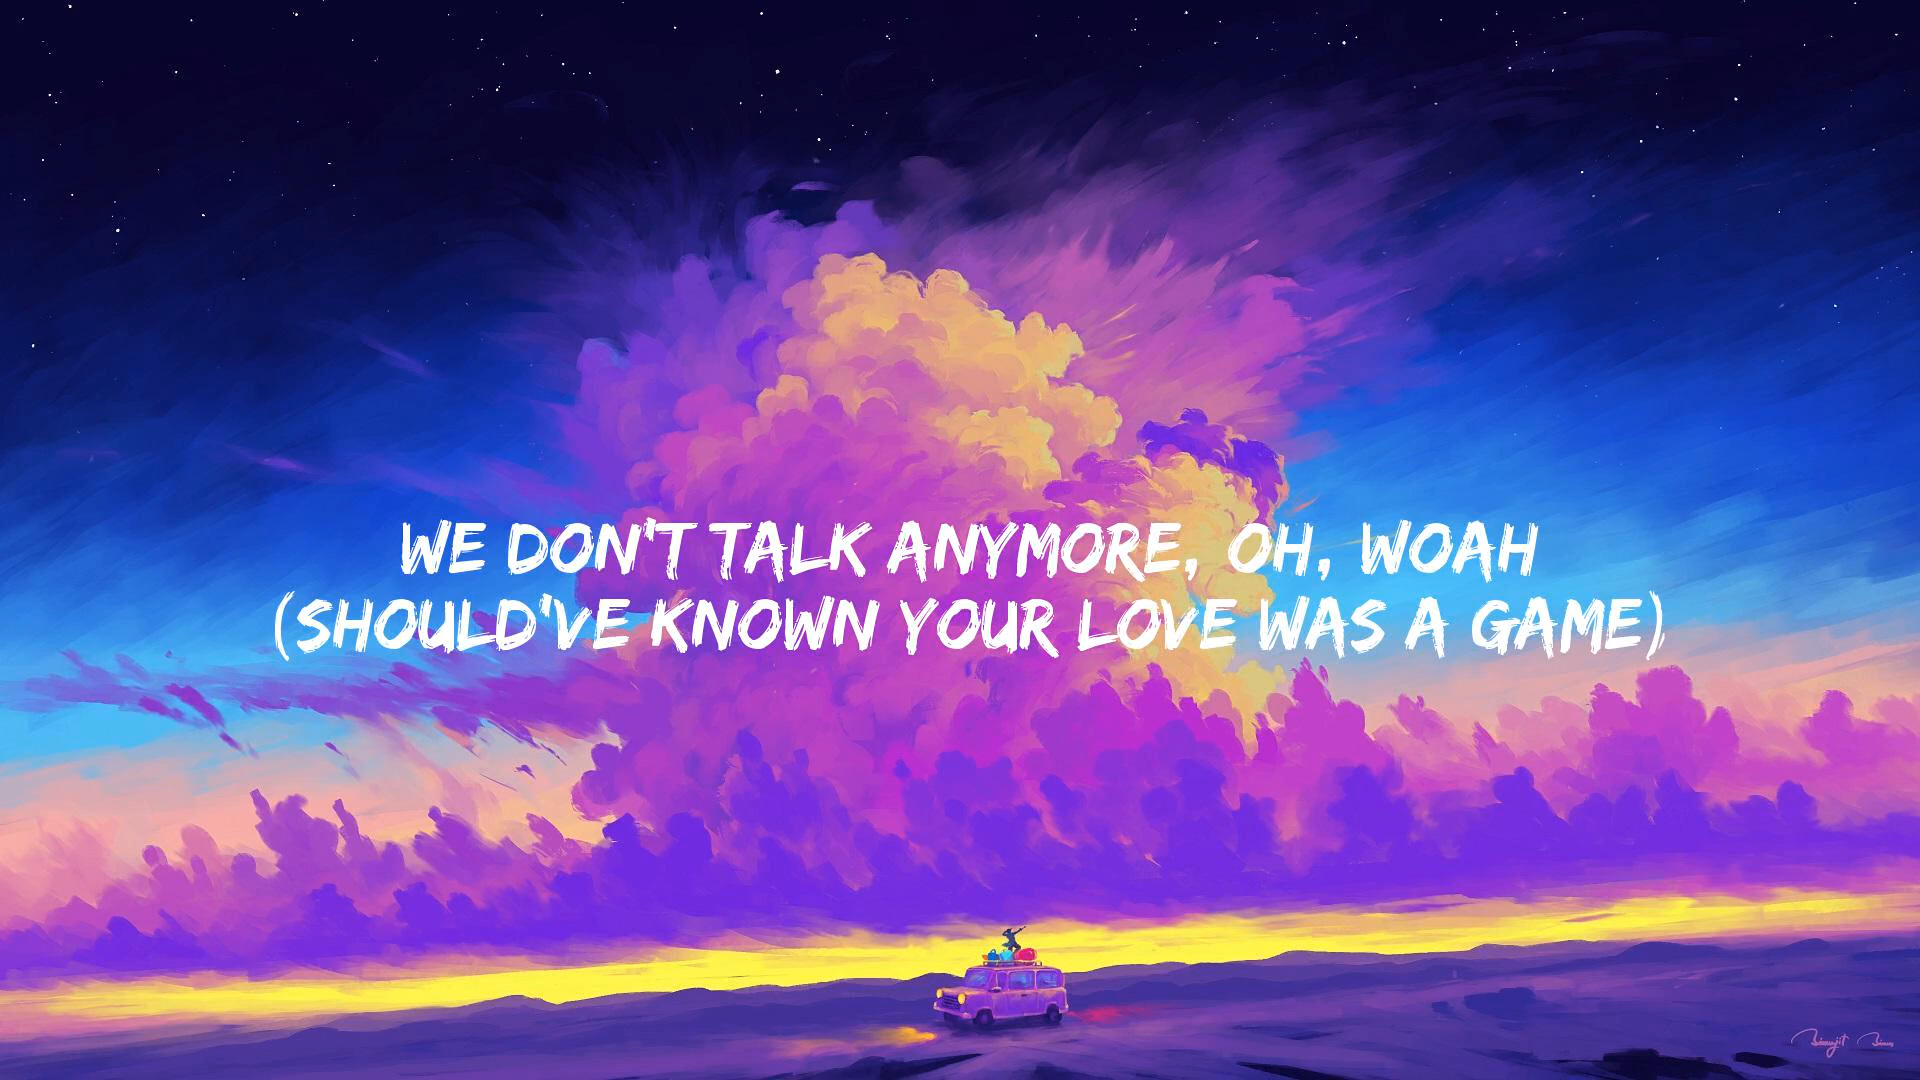 WE DON'T TALK ANYMORE, OH, WOAH
(SHOULD'VE KNOWN YOUR LOVE WAS A GAME)